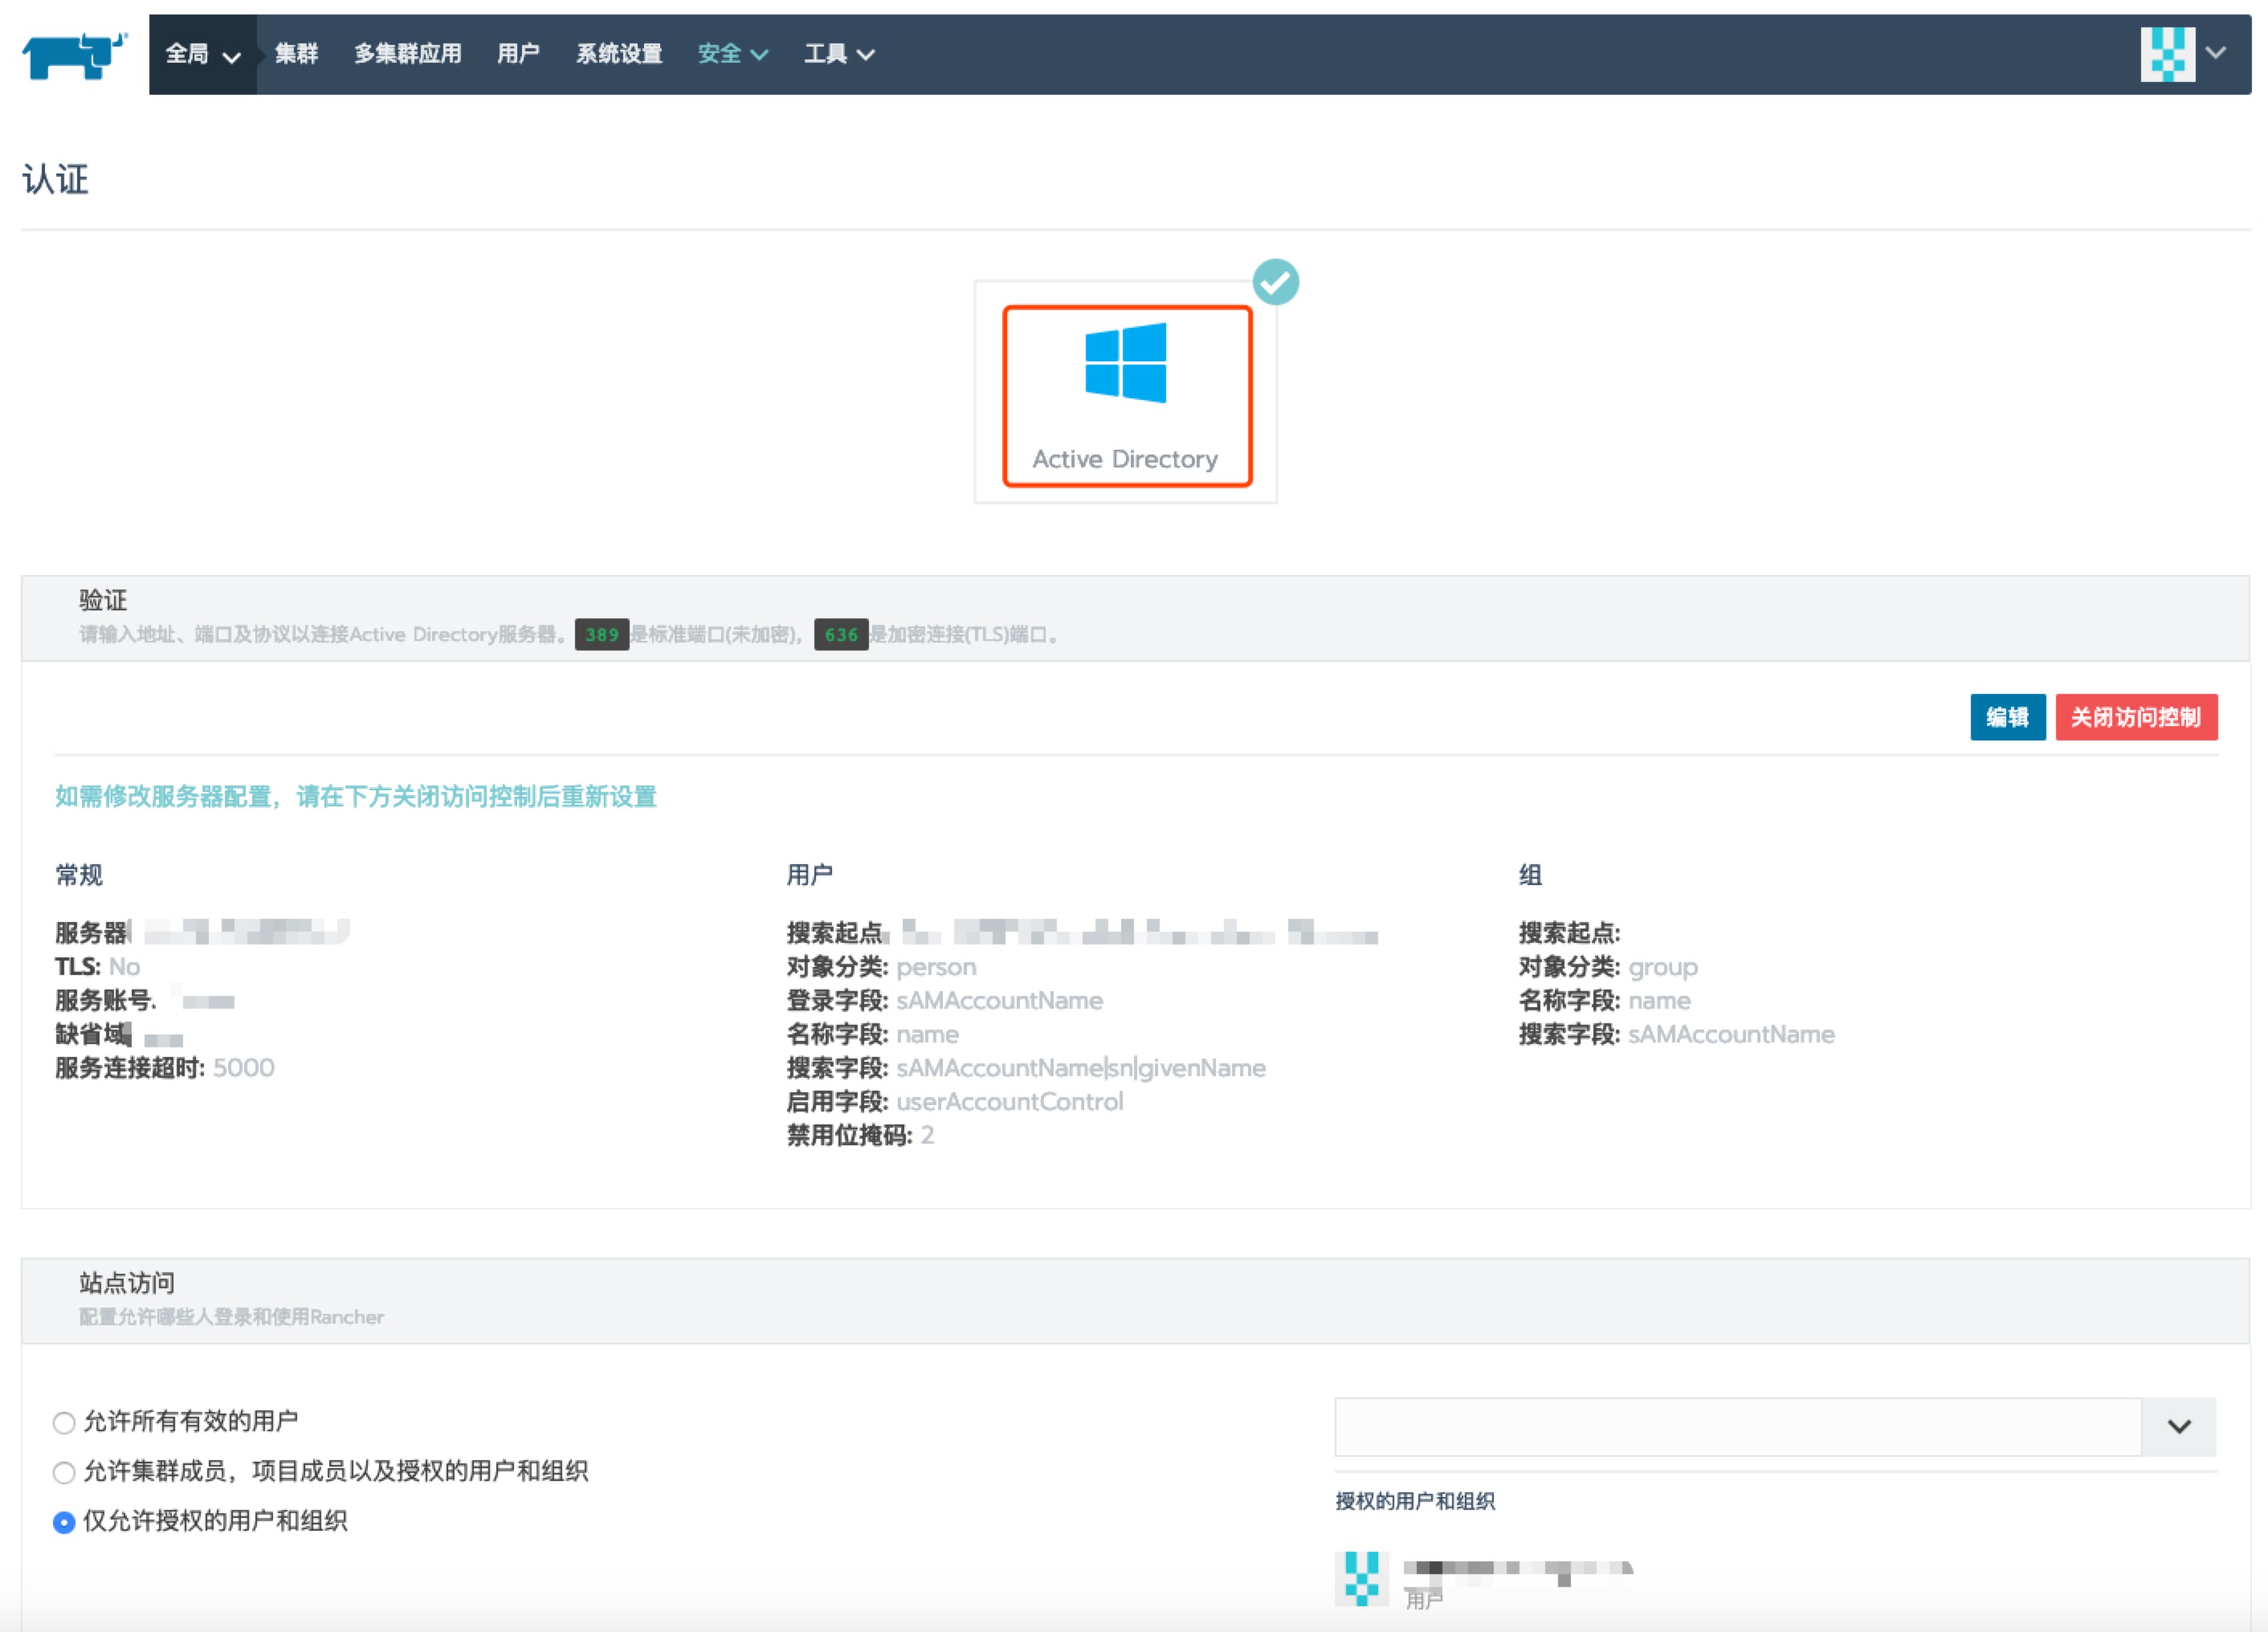 全局 集群 多集群应用 用户 系统设置 安全 工具
认证
Active Directory
验证
请输入地址、端口及协议以连接Active Directory服务器。389是标准端口(未加密)，636是加密连接(TLS)端口。
编辑 关闭访问控制
如需修改服务器配置，请在下方关闭访问控制后重新设置
常规
服务器
TLS: No
服务账号
缺省域
服务连接超时: 5000
用户
搜索起点
对象分类: person
登录字段: sAMAccountName
名称字段: name
搜索字段: sAMAccountName|sn|givenName
启用字段: userAccountControl
禁用位掩码: 2
组
搜索起点:
对象分类: group
名称字段: name
搜索字段: sAMAccountName
站点访问
配置允许哪些人登录和使用Rancher
允许所有有效的用户
允许集群成员，项目成员以及授权的用户和组织
仅允许授权的用户和组织
授权的用户和组织
用户